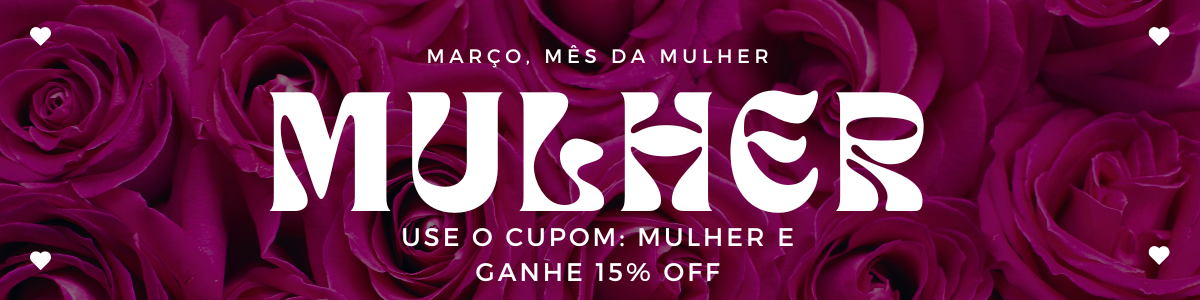 MARÇO, MÊS DA MULHER
MULHER
USE O CUPOM: MULHER E
GANHE 15% OFF